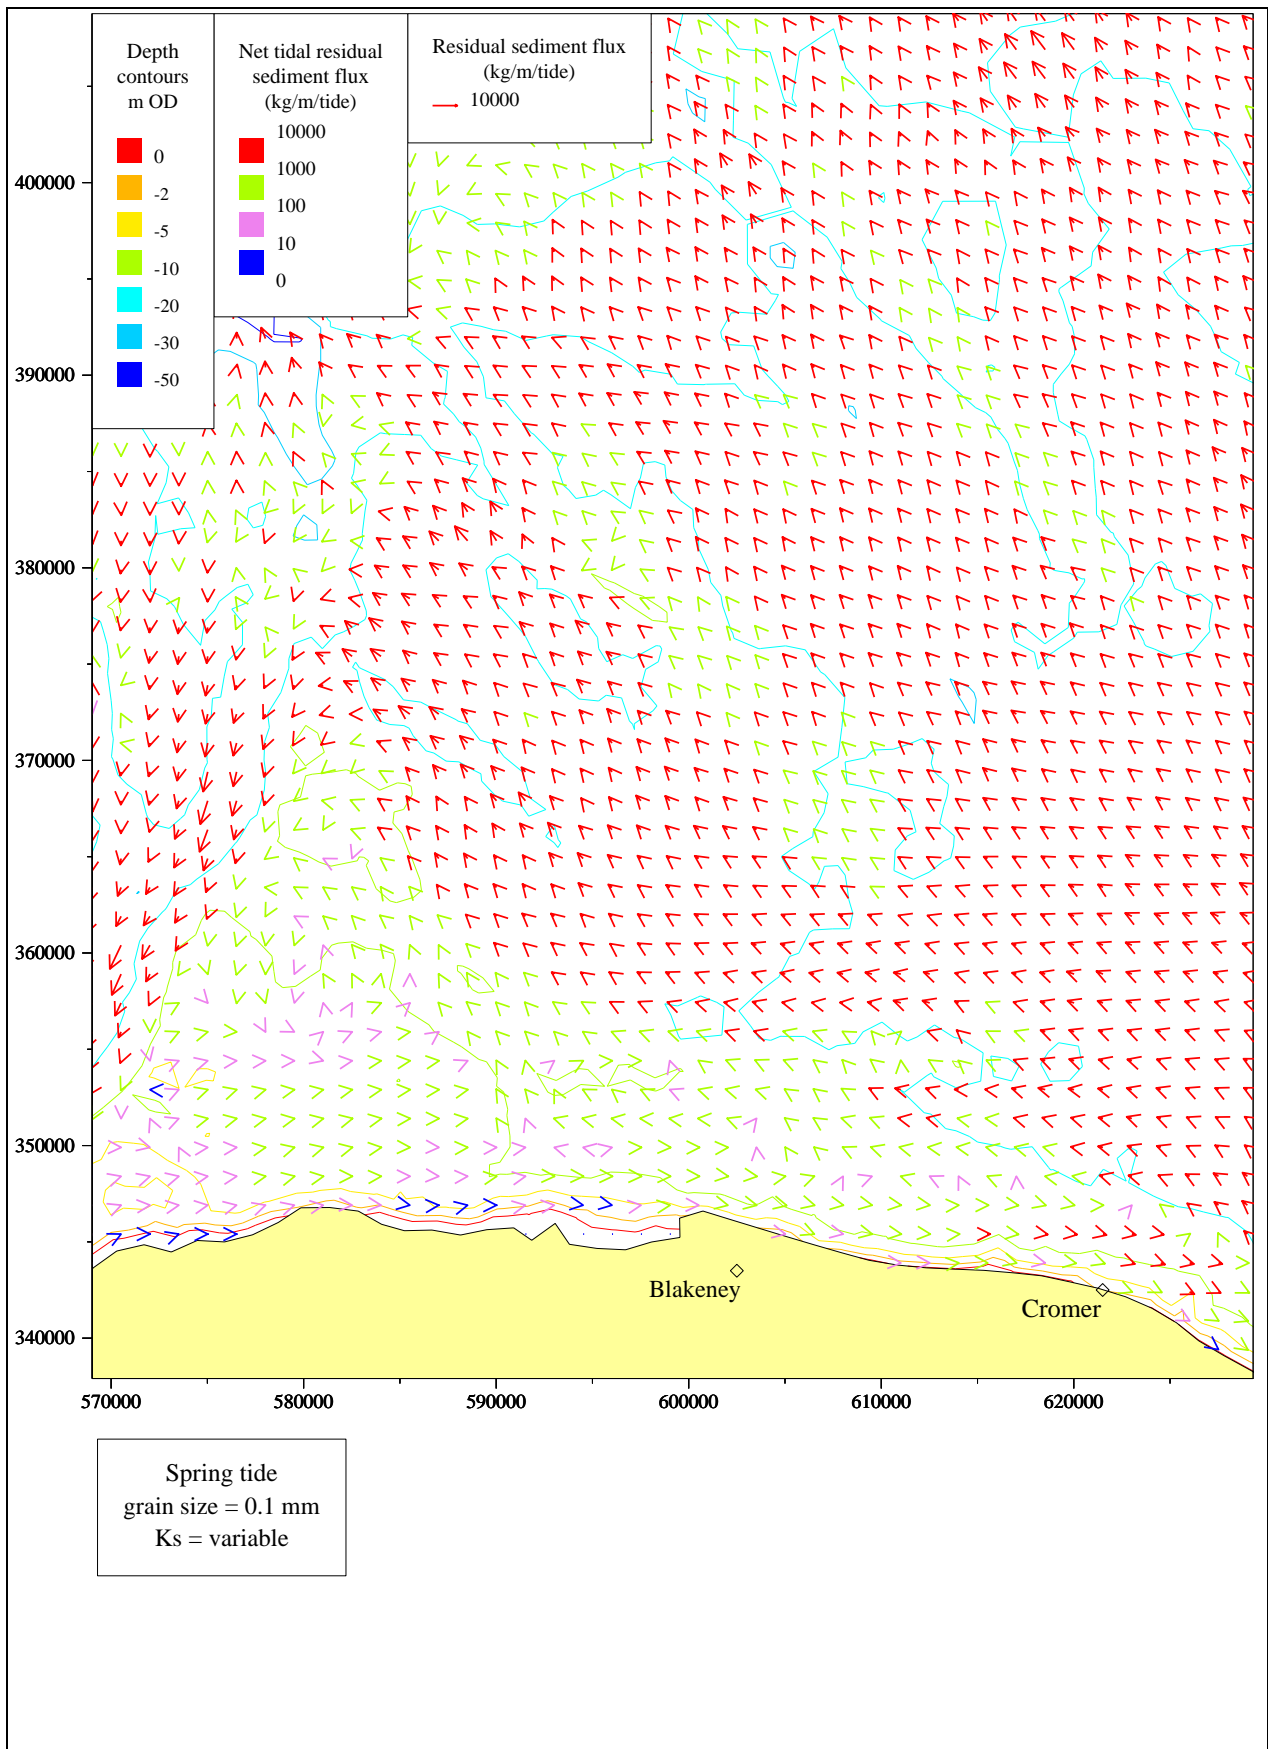 Depth
contours
m OD
0
-2
-5
-10
-20
-30
-50
Net tidal residual
sediment flux
(kg/m/tide)
10000
1000
100
10
0
Residual sediment flux
(kg/m/tide)
10000
400000
390000
380000
370000
360000
350000
340000
Blakeney
Cromer
570000 580000 590000 600000 610000 620000
Spring tide
grain size = 0.1 mm
Ks = variable